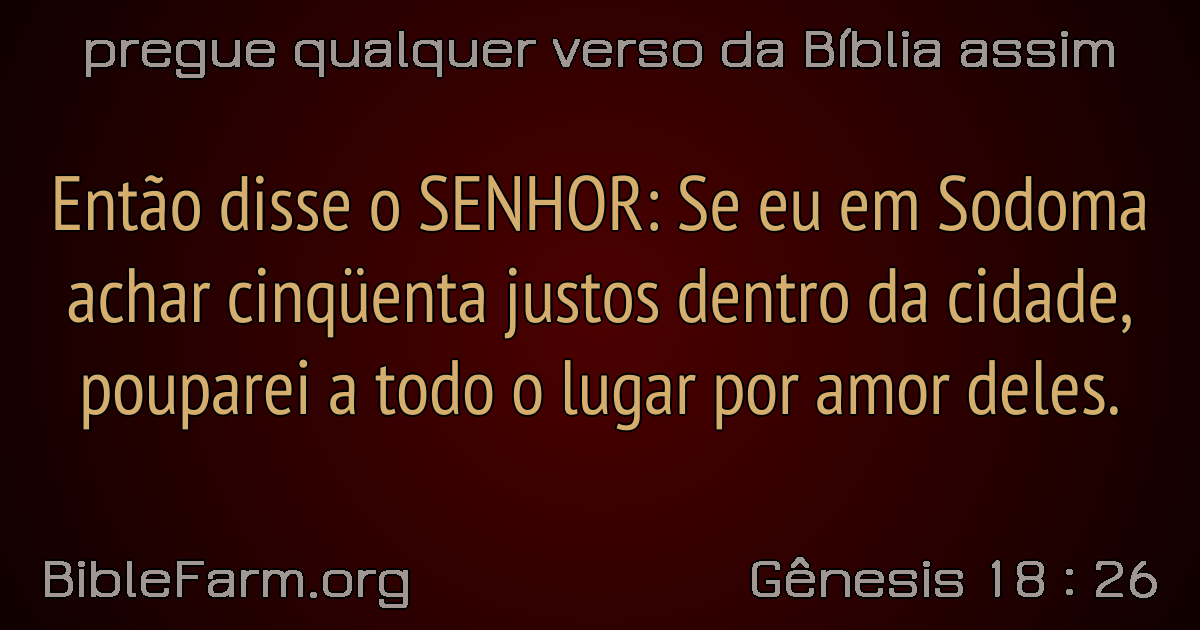 pregue qualquer verso da Bíblia assim
Então disse o SENHOR: Se eu em Sodoma
achar cinqüenta justos dentro da cidade,
pouparei a todo o lugar por amor deles.
BibleFarm.org
Gênesis 18 : 26